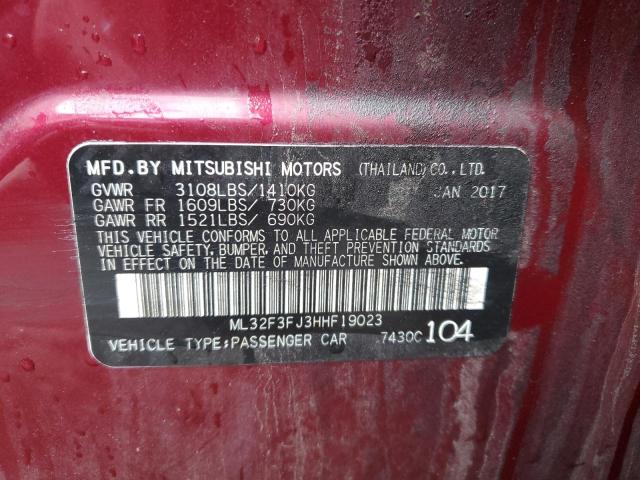 MFD.BY MITSUBISHI MOTORS (THAILAND)CO.,LTD.
GVWR 3108LBS/1410KG JAN 2017
GAWR FR 1609LBS/ 730KG
GAWR RR 1521LBS/ 690KG
THIS VEHICLE CONFORMS TO ALL APPLICABLE FEDERAL MOTOR
VEHICLE SAFETY, BUMPER, AND THEFT PREVENTION STANDARDS
IN EFFECT ON THE DATE OF MANUFACTURE SHOWN ABOVE.
ML32F3FJ3HHF19023
VEHICLE TYPE;PASSENGER CAR 7430C104